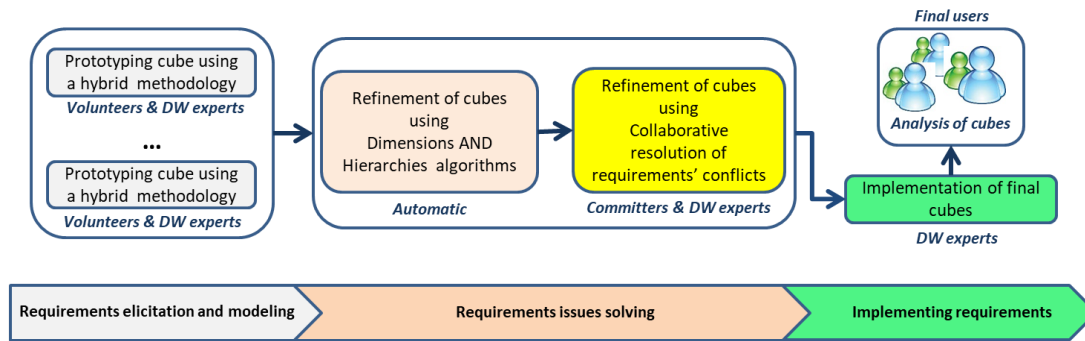 Prototyping cube using
a hybrid methodology
Volunteers & DW experts
...
Prototyping cube using
a hybrid methodology
Volunteers & DW experts
Refinement of cubes
using
Dimensions AND
Hierarchies algorithms
Automatic
Refinement of cubes
using
Collaborative
resolution of
requirements' conflicts
Committers & DW experts
Final users
Analysis of cubes
Implementation of final
cubes
DW experts
Requirements elicitation and modeling
Requirements issues solving
Implementing requirements